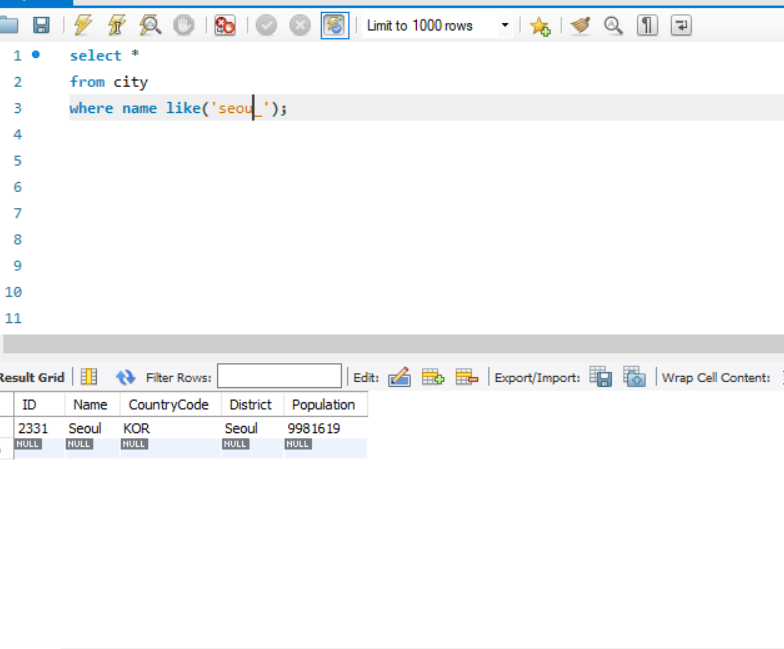 Limit to 1000 rows
1 select *
2 from city
3 where name like('seou_');
4
5
6
7
8
9
10
11
Result Grid Filter Rows: Edit: Export/Import: Wrap Cell Content:
ID Name CountryCode District Population
2331 Seoul KOR Seoul 9981619
NULL NULL NULL NULL NULL